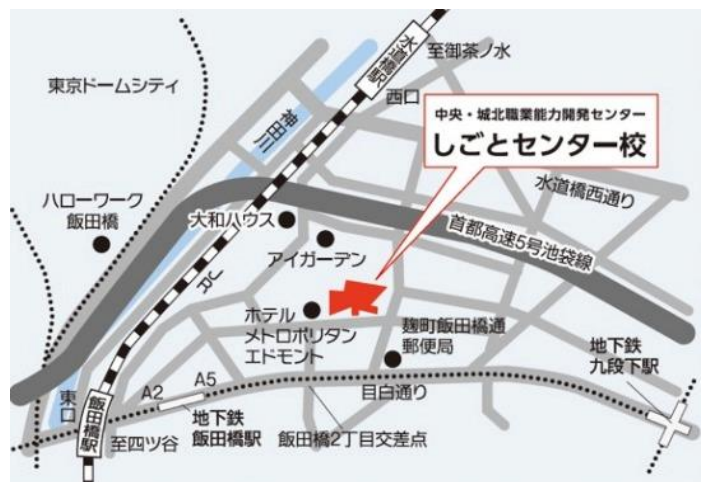 水道橋駅
至御茶ノ水
西口
東京ドームシティ
神田川
中央・城北職業能力開発センター
しごとセンター校
ハローワーク
飯田橋
水道橋西通り
大和ハウス
首都高速5号池袋線
アイガーデン
JR
ホテル
メトロポリタン
エドモント
麹町飯田橋通
郵便局
地下鉄
九段下駅
東口
飯田橋駅
A2
A5
目白通り
地下鉄
飯田橋駅
至四ツ谷
飯田橋2丁目交差点